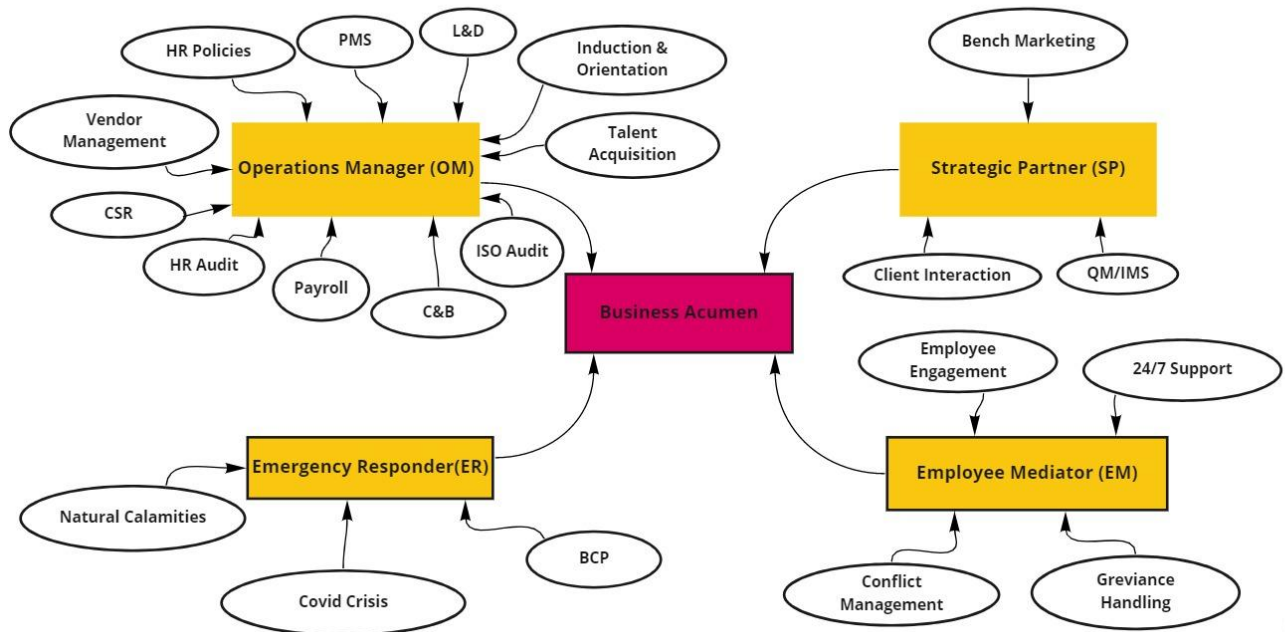 HR Policies
PMS
L&D
Induction &
Orientation
Bench Marketing
Vendor
Management
Talent
Acquisition
Operations Manager (OM)
Strategic Partner (SP)
CSR
HR Audit
Payroll
C&B
ISO Audit
Client Interaction
QM/IMS
Business Acumen
Employee
Engagement
24/7 Support
Emergency Responder(ER)
Employee Mediator (EM)
Natural Calamities
Covid Crisis
BCP
Conflict
Management
Greviance
Handling